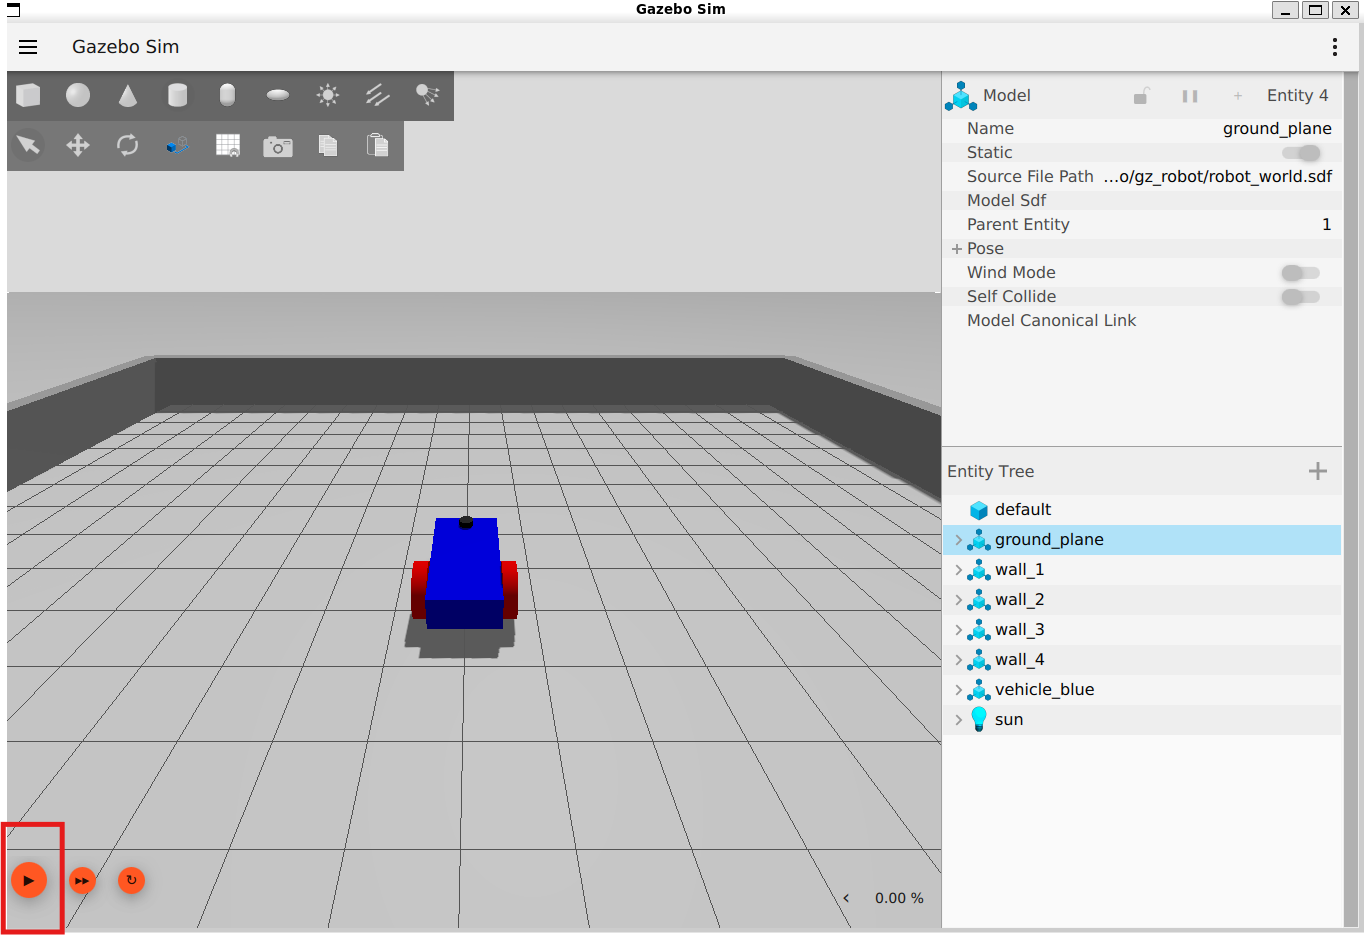 Gazebo Sim
Gazebo Sim
Model
Entity 4
Name
ground_plane
Static
Source File Path
...o/gz_robot/robot_world.sdf
Model Sdf
Parent Entity
1
Pose
Wind Mode
Self Collide
Model Canonical Link
Entity Tree
default
ground_plane
wall_1
wall_2
wall_3
wall_4
vehicle_blue
sun
0.00 %